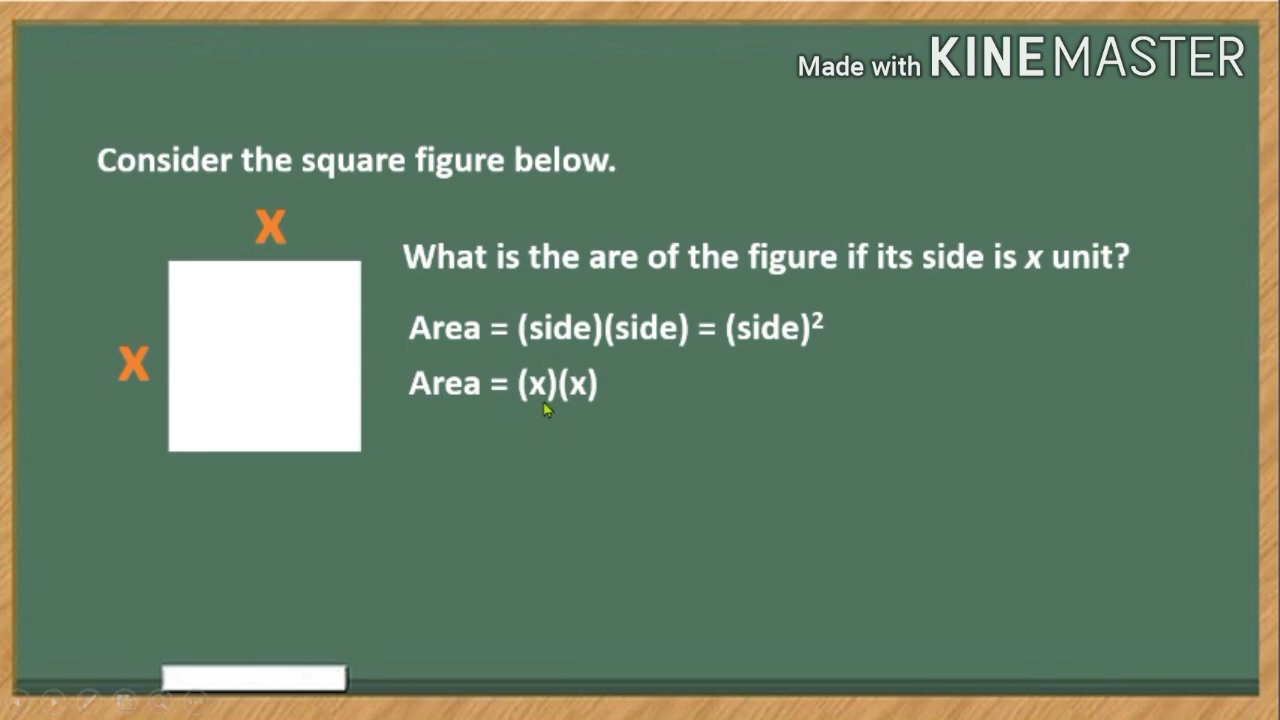 Made with KINEMASTER
Consider the square figure below.
X
What is the are of the figure if its side is x unit?
Area = (side)(side) = (side)²
X
Area = (x)(x)